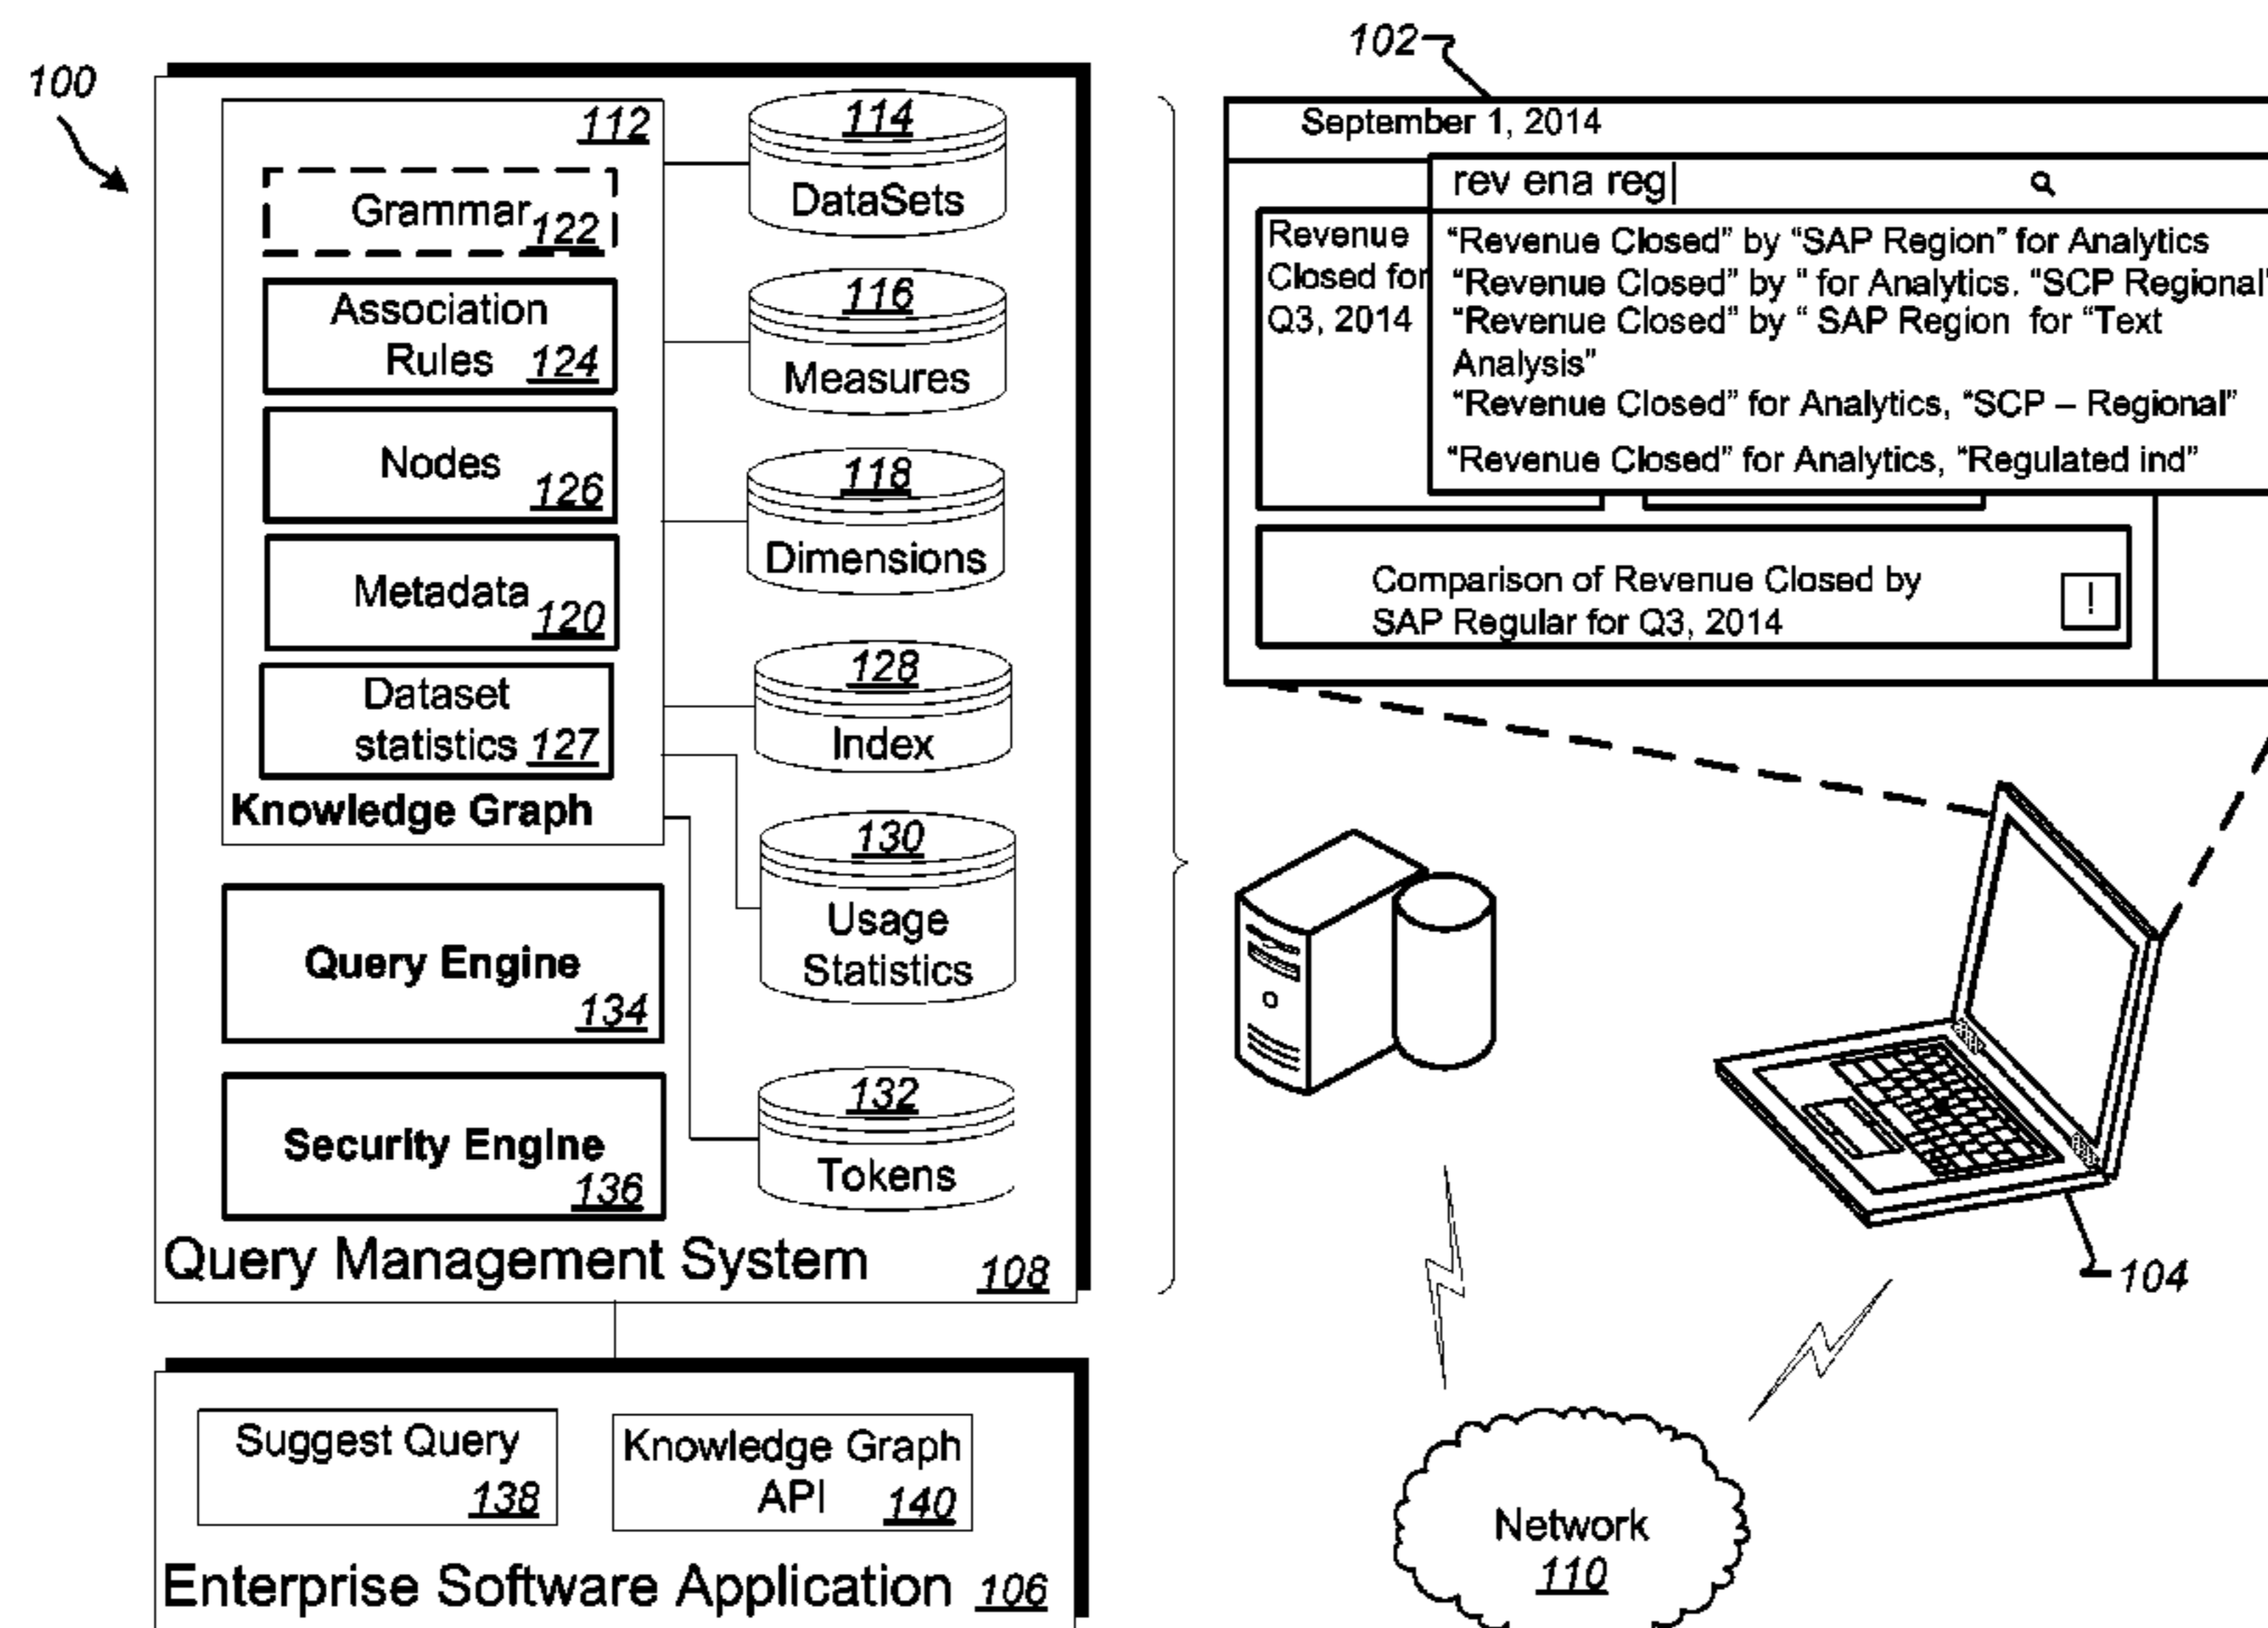 100
112
Grammar 122
Association
Rules 124
Nodes
126
Metadata 120
Dataset
statistics 127
Knowledge Graph
Query Engine
134
Security Engine
136
114
DataSets
116
Measures
118
Dimensions
128
Index
130
Usage
Statistics
132
Tokens
Query Management System 108
Suggest Query
138
Knowledge Graph
API 140
Enterprise Software Application 106
102
September 1, 2014
rev ena reg
Revenue
Closed for
Q3, 2014
“Revenue Closed” by “SAP Region” for Analytics
“Revenue Closed” by “ for Analytics. “SCP Regional”
“Revenue Closed” by “ SAP Region for “Text
Analysis”
“Revenue Closed” for Analytics, “SCP – Regional”
“Revenue Closed” for Analytics, “Regulated ind”
Comparison of Revenue Closed by
SAP Regular for Q3, 2014
!
104
Network
110